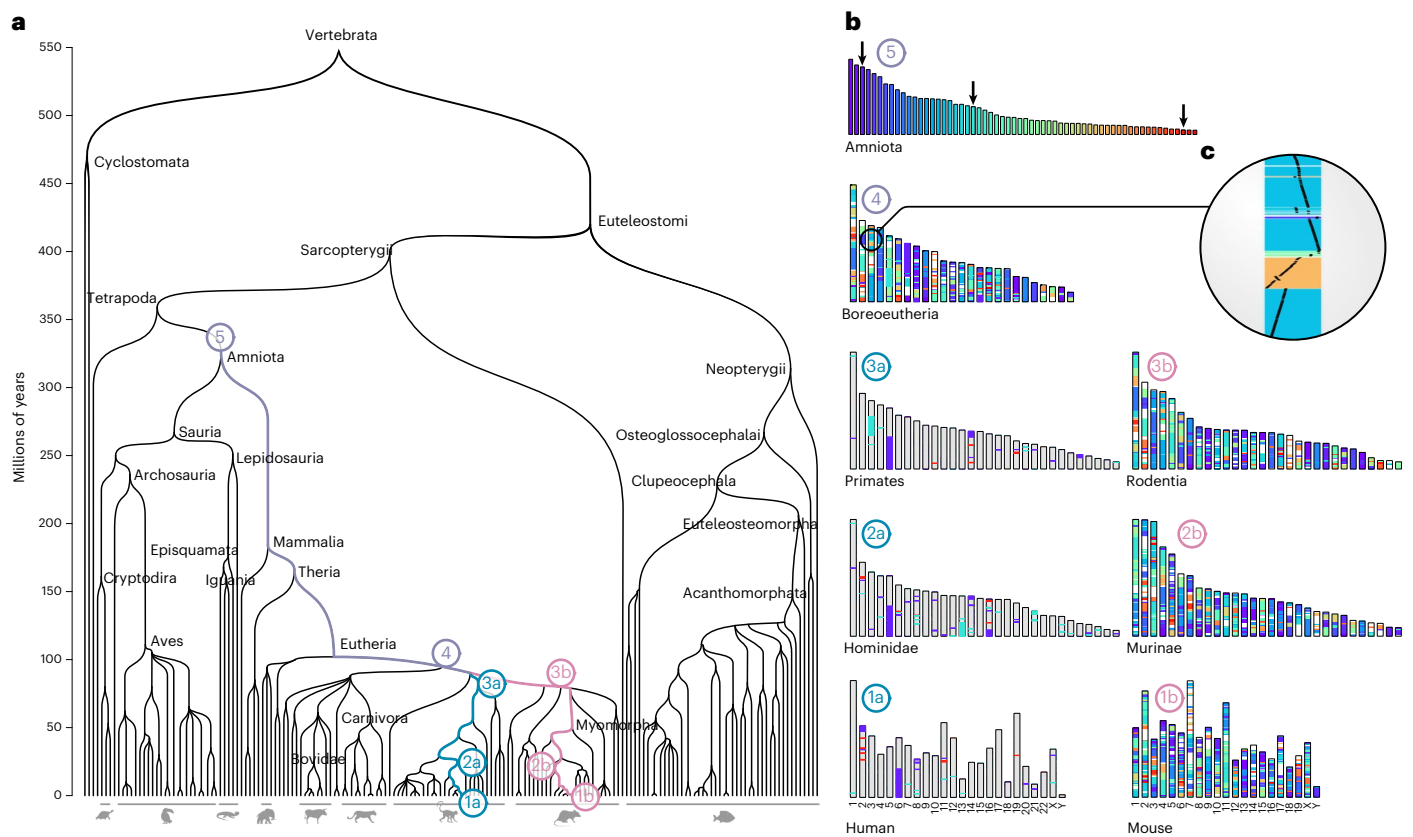 a
Vertebrata
550
500
450
400
350
300
250
200
150
100
50
0
Millions of years
Cyclostomata
Euteleostomi
Sarcopterygii
Tetrapoda
5
Amniota
Neopterygii
Sauria
Osteoglossocephalai
Lepidosauria
Archosauria
Clupeocephala
Euteleosteomorpha
Mammalia
Episquamata
Theria
Cryptodira
Iguania
Acanthomorphata
Aves
Eutheria
4
3b
3a
Carnivora
Myomorpha
Bovidae
2a
2b
1a
1b
b
5
Amniota
c
4
Boreoeutheria
3a
Primates
3b
Rodentia
2a
Hominidae
2b
Murinae
1a
1 2 3 4 5 6 7 8 9 10 11 12 13 14 15 16 17 18 19 20 21 22 X Y
Human
1b
1 2 3 4 5 6 7 8 9 10 11 12 13 14 15 16 17 18 19 X Y
Mouse